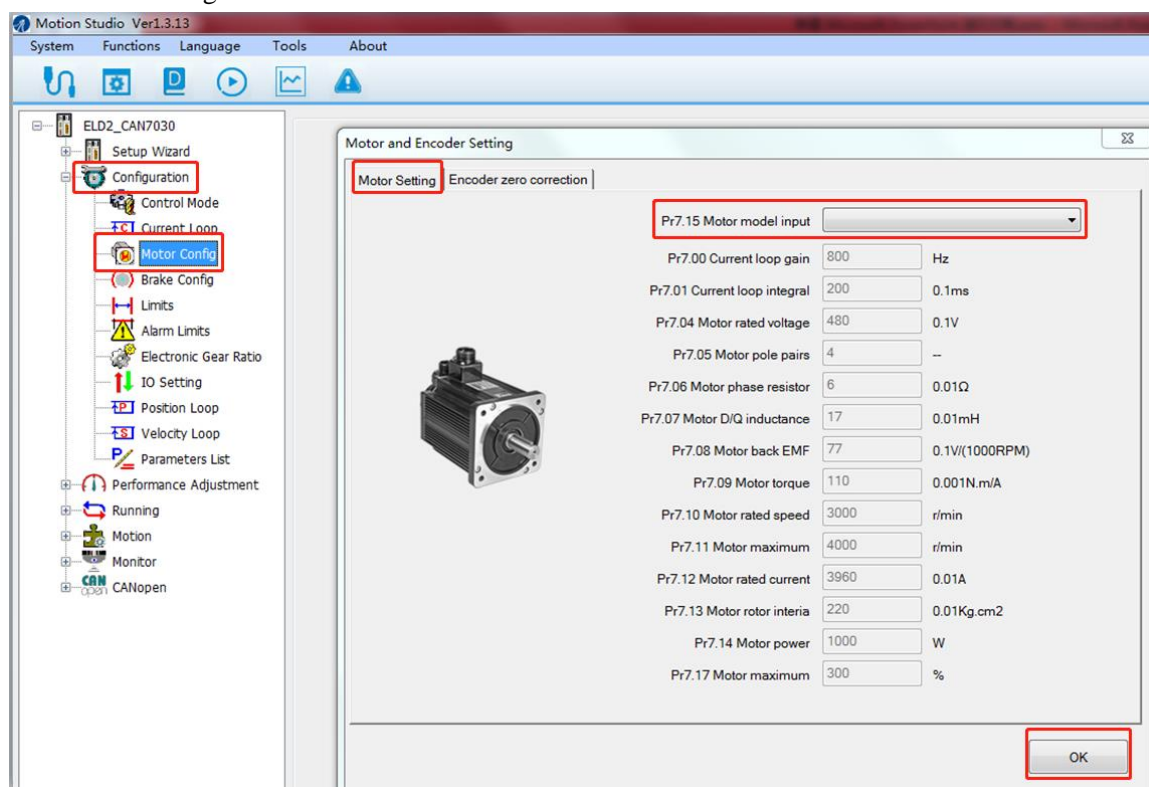 Motion Studio Ver1.3.13
System Functions Language Tools About
D
ELD2_CAN7030
Setup Wizard
Configuration
Control Mode
C Current Loop
Motor Config
Brake Config
Limits
Alarm Limits
Electronic Gear Ratio
IO Setting
P Position Loop
S Velocity Loop
P Parameters List
Performance Adjustment
Running
Motion
Monitor
CAN open CANopen
Motor and Encoder Setting
Motor Setting Encoder zero correction
Pr7.15 Motor model input
Pr7.00 Current loop gain 800 Hz
Pr7.01 Current loop integral 200 0.1ms
Pr7.04 Motor rated voltage 480 0.1V
Pr7.05 Motor pole pairs 4 --
Pr7.06 Motor phase resistor 6 0.01Ω
Pr7.07 Motor D/Q inductance 17 0.01mH
Pr7.08 Motor back EMF 77 0.1V/(1000RPM)
Pr7.09 Motor torque 110 0.001N.m/A
Pr7.10 Motor rated speed 3000 r/min
Pr7.11 Motor maximum 4000 r/min
Pr7.12 Motor rated current 3960 0.01A
Pr7.13 Motor rotor interia 220 0.01Kg.cm2
Pr7.14 Motor power 1000 W
Pr7.17 Motor maximum 300 %
OK